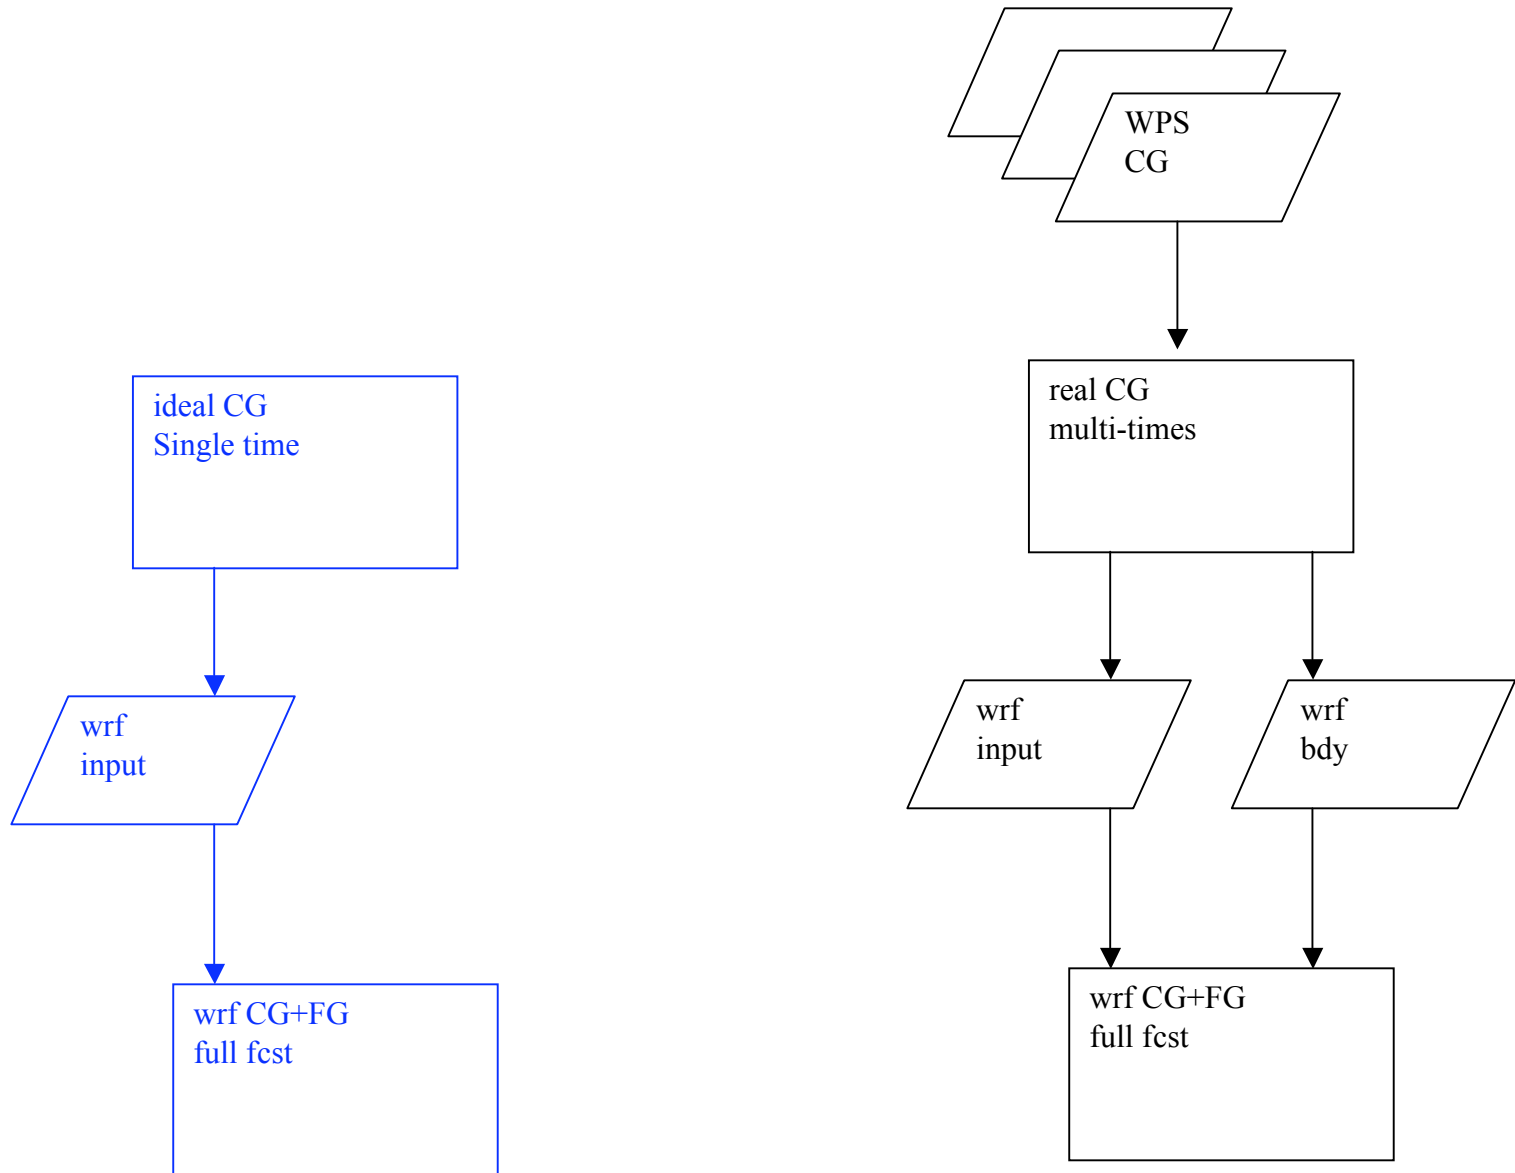 WPS
CG
ideal CG
Single time
real CG
multi-times
wrf
input
wrf
input
wrf
bdy
wrf CG+FG
full fcst
wrf CG+FG
full fcst